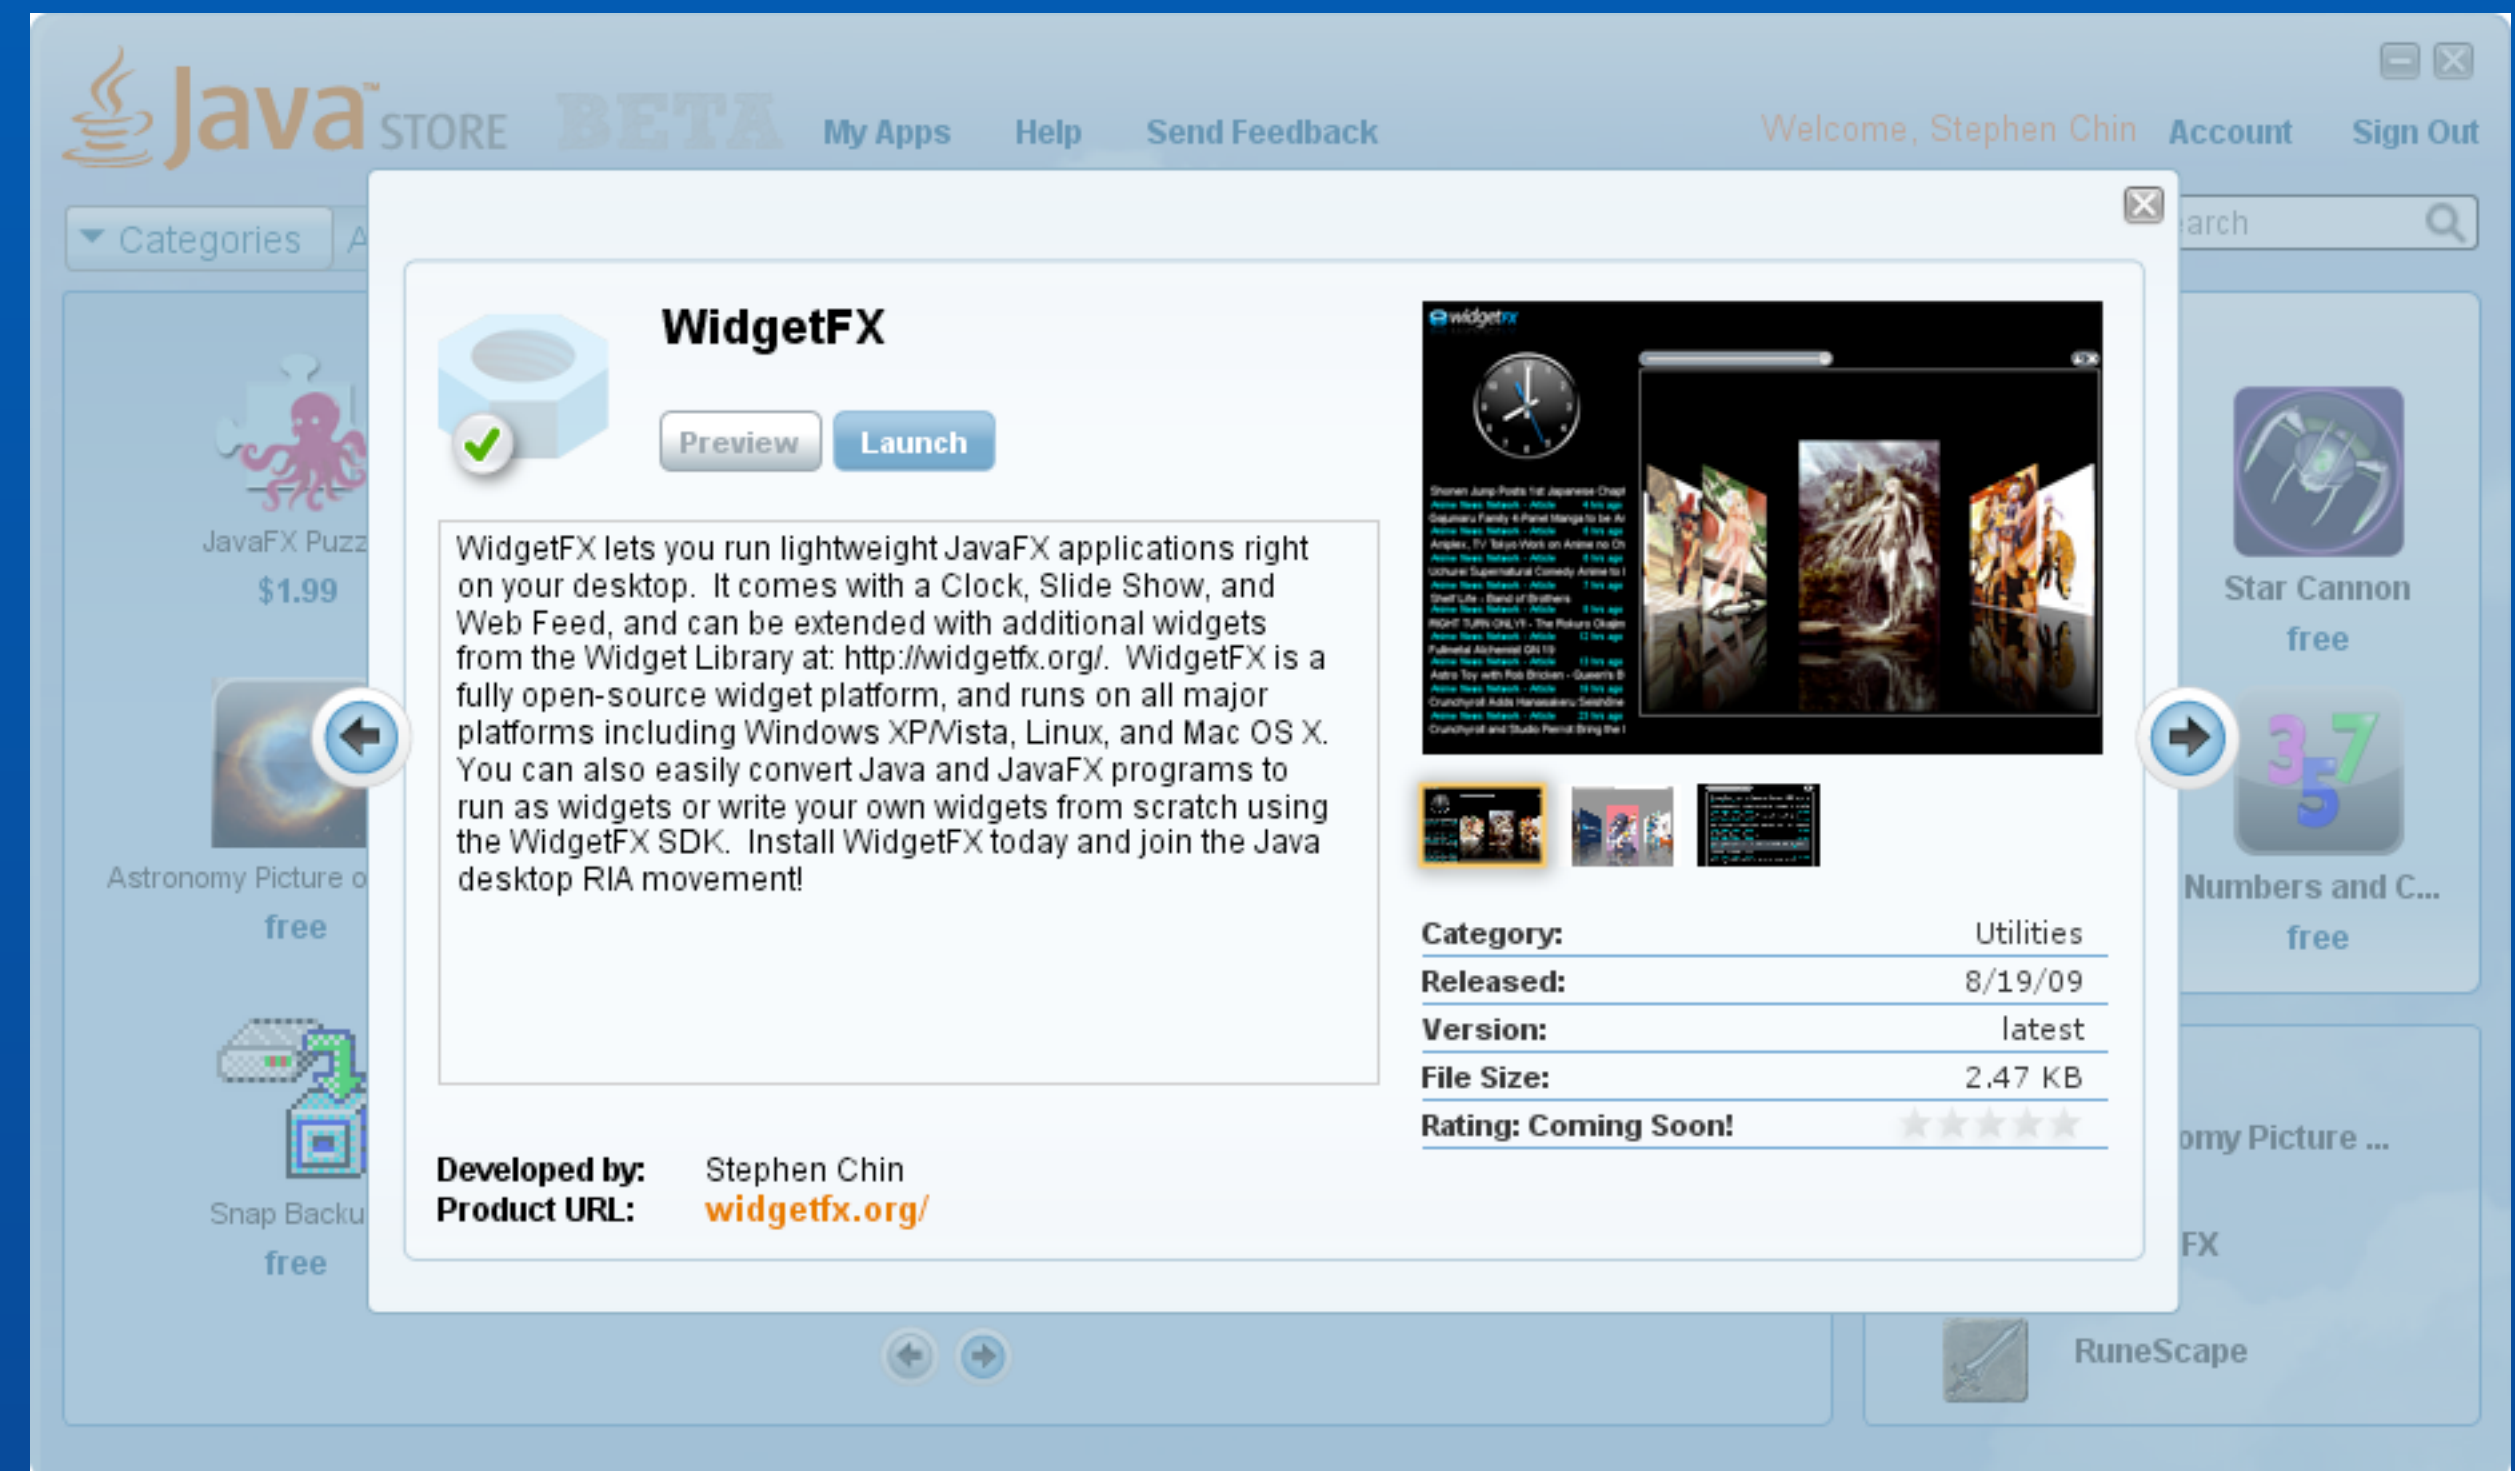 Java™ STORE BETA My Apps Help Send Feedback
Welcome, Stephen Chin Account Sign Out
Categories
WidgetFX
Preview Launch
WidgetFX lets you run lightweight JavaFX applications right
on your desktop. It comes with a Clock, Slide Show, and
Web Feed, and can be extended with additional widgets
from the Widget Library at: http://widgetfx.org/. WidgetFX is a
fully open-source widget platform, and runs on all major
platforms including Windows XP/Vista, Linux, and Mac OS X.
You can also easily convert Java and JavaFX programs to
run as widgets or write your own widgets from scratch using
the WidgetFX SDK. Install WidgetFX today and join the Java
desktop RIA movement!
Developed by: Stephen Chin
Product URL: widgetfx.org/
widgetfx
Category: Utilities
Released: 8/19/09
Version: latest
File Size: 2.47 KB
Rating: Coming Soon!
JavaFX Puzz
$1.99
Astronomy Picture o
free
Snap Backu
free
arch
Star Cannon
free
357
Numbers and C...
free
omy Picture ...
FX
RuneScape